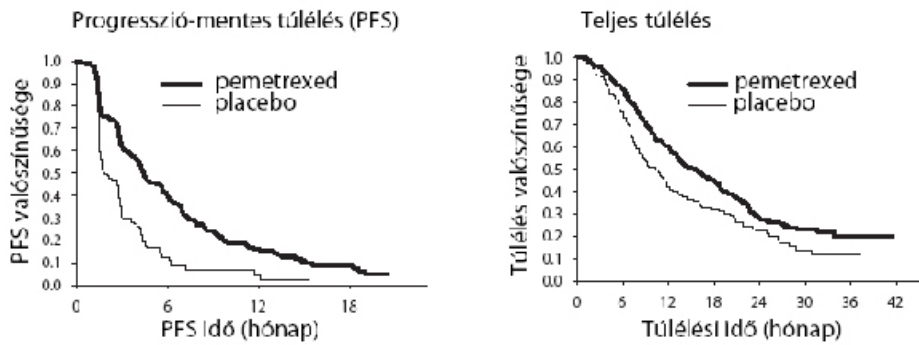 Progresszió-mentes túlélés (PFS)
PFS valószínűsége
1.0
0.9
0.8
0.7
0.6
0.5
0.4
0.3
0.2
0.1
0.0
pemetrexed
placebo
0 6 12 18
PFS Idő (hónap)
Teljes túlélés
Túlélés valószínűsége
1.0
0.9
0.8
0.7
0.6
0.5
0.4
0.3
0.2
0.1
0.0
pemetrexed
placebo
0 5 12 18 24 30 36 42
Túlélési Idő (hónap)